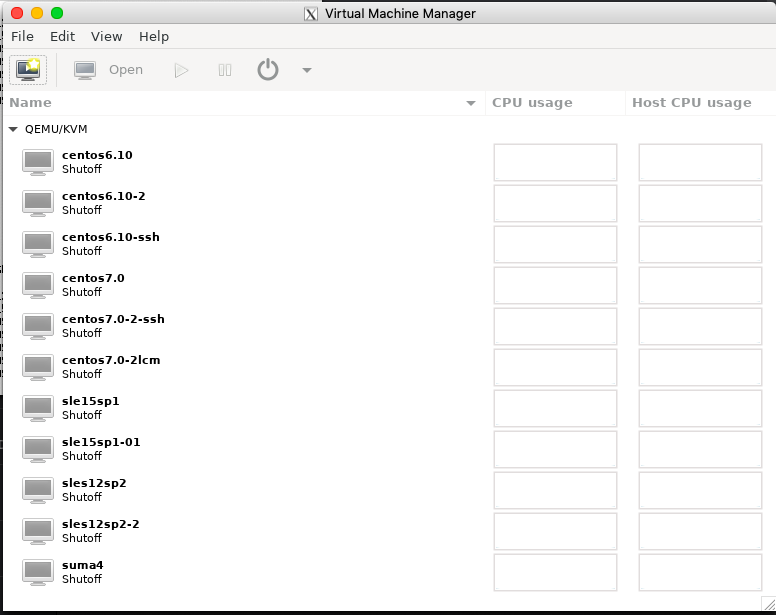 Virtual Machine Manager
File Edit View Help
Open
Name CPU usage Host CPU usage
QEMU/KVM
centos6.10
Shutoff
centos6.10-2
Shutoff
centos6.10-ssh
Shutoff
centos7.0
Shutoff
centos7.0-2-ssh
Shutoff
centos7.0-2lcm
Shutoff
sle15sp1
Shutoff
sle15sp1-01
Shutoff
sles12sp2
Shutoff
sles12sp2-2
Shutoff
suma4
Shutoff